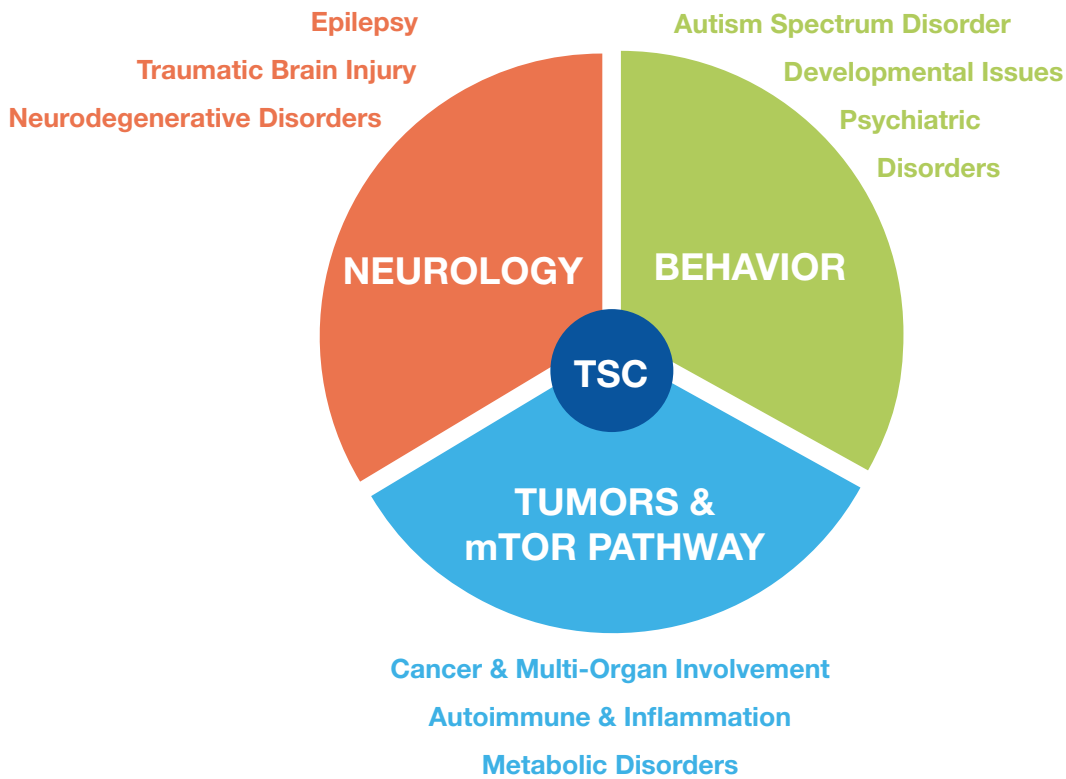 Epilepsy
Traumatic Brain Injury
Neurodegenerative Disorders
Autism Spectrum Disorder
Developmental Issues
Psychiatric
Disorders
NEUROLOGY
BEHAVIOR
TSC
TUMORS &
mTOR PATHWAY
Cancer & Multi-Organ Involvement
Autoimmune & Inflammation
Metabolic Disorders